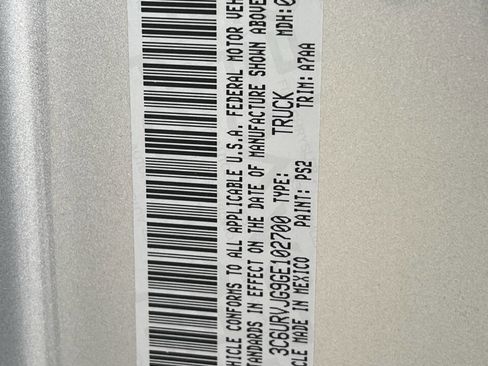 HICLE CONFORMS TO ALL APPLICABLE U.S.A. FEDERAL MOTOR VEH
TANDARDS IN EFFECT ON THE DATE OF MANUFACTURE SHOWN ABOVE
3C6URVJG9GE102700 TYPE: TRUCK MDH:0
CLE MADE IN MEXICO PAINT: PS2 TRIM: A7AA